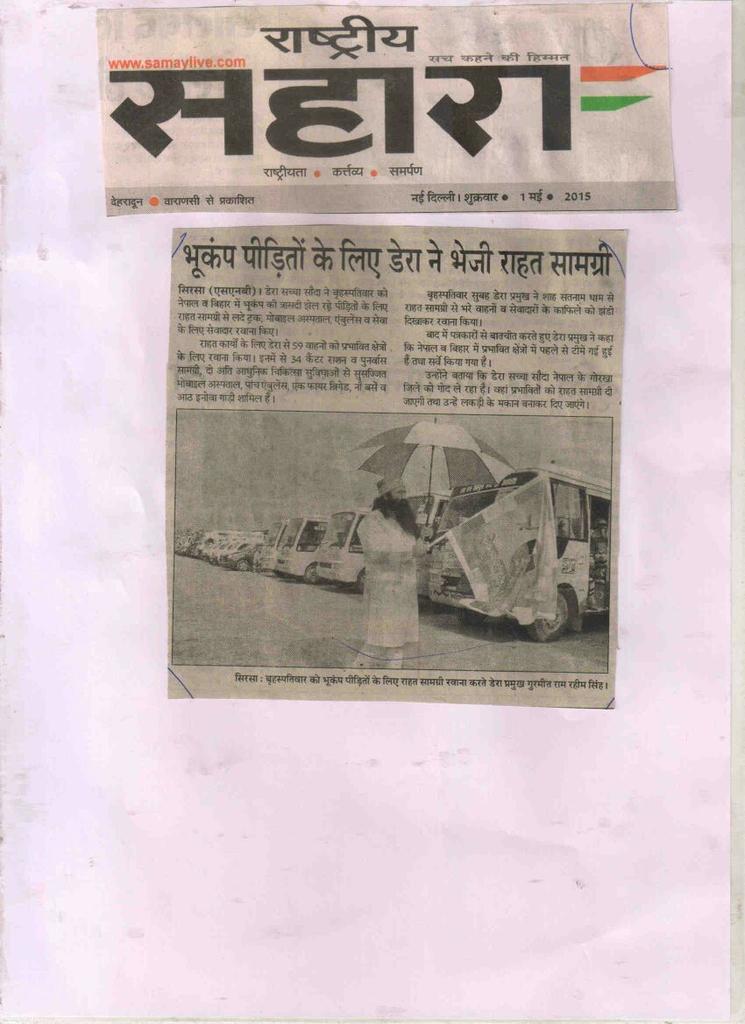 राष्ट्रीय
www.samaylive.com
सच कहने की हिम्मत
सहारा
राष्ट्रीयता • कर्त्तव्य • समर्पण
देहरादून • वाराणसी से प्रकाशित
नई दिल्ली। शुक्रवार • 1 मई • 2015
भूकंप पीड़ितों के लिए डेरा ने भेजी राहत सामग्री
सिरसा (एसएनबी)। डेरा सच्चा सौदा ने बृहस्पतिवार को
नेपाल व बिहार में भूकंप की त्रासदी झेल रहे पीड़ितों के लिए
राहत सामग्री से लदे ट्रक, मोबाइल अस्पताल, एंबुलेंस व सेवा
के लिए सेवादार रवाना किए।
राहत कार्यों के लिए डेरा से 59 वाहनों को प्रभावित क्षेत्रों
के लिए रवाना किया। इनमें से 34 कैंटर राशन व पुनर्वास
सामग्री, दो अति आधुनिक चिकित्सा सुविधाओं से सुसज्जित
मोबाइल अस्पताल, पांच एंबुलेंस, एक फायर ब्रिगेड, नौ बसें व
आठ इनोवा गाड़ी शामिल हैं।
बृहस्पतिवार सुबह डेरा प्रमुख ने शाह सतनाम धाम से
राहत सामग्री से भरे वाहनों व सेवादारों के काफिले को झंडी
दिखाकर रवाना किया।
बाद में पत्रकारों से बातचीत करते हुए डेरा प्रमुख ने कहा
कि नेपाल व बिहार में प्रभावित क्षेत्रों में पहले से टीमें गई हुई
हैं तथा सर्वे किया गया है।
उन्होंने बताया कि डेरा सच्चा सौदा नेपाल के गोरखा
जिले को गोद ले रहा है। वहां प्रभावितों को राहत सामग्री दी
जाएगी तथा उन्हें लकड़ी के मकान बनाकर दिए जाएंगे।
सिरसा : बृहस्पतिवार को भूकंप पीड़ितों के लिए राहत सामग्री रवाना करते डेरा प्रमुख गुरमीत राम रहीम सिंह।